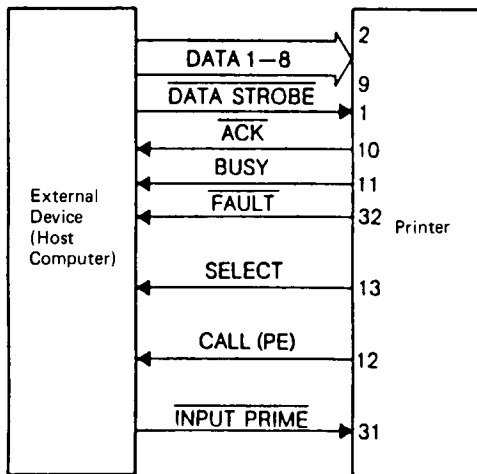 2
DATA 1–8
9
DATA STROBE
1
ACK
10
BUSY
11
FAULT
32
External
Device
(Host
Computer)
Printer
SELECT
13
CALL (PE)
12
INPUT PRIME
31